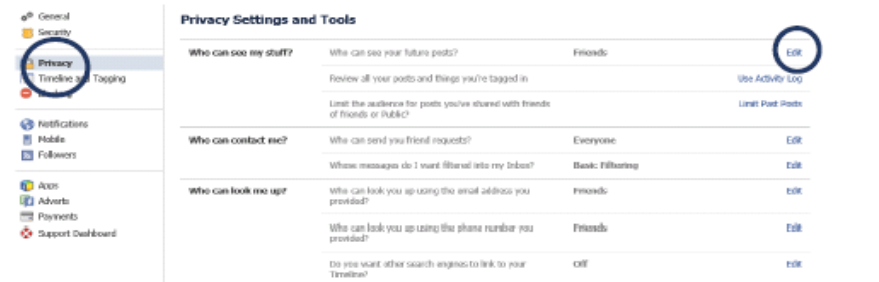 General
Security
Privacy
Timeline and Tagging
Notifications
Mobile
Followers
Apps
Adverts
Payments
Support Dashboard
Privacy Settings and Tools
Who can see my stuff? Who can see your future posts? Friends Edit
Review all your posts and things you're tagged in Use Activity Log
Limit the audience for posts you've shared with friends Limit Past Posts
of friends or Public?
Who can contact me? Who can send you friend requests? Everyone Edit
Whose messages do I want filtered into my Inbox? Basic Filtering Edit
Who can look me up? Who can look you up using the email address you Friends Edit
provided?
Who can look you up using the phone number you Friends Edit
provided?
Do you want other search engines to link to your Off Edit
Timeline?